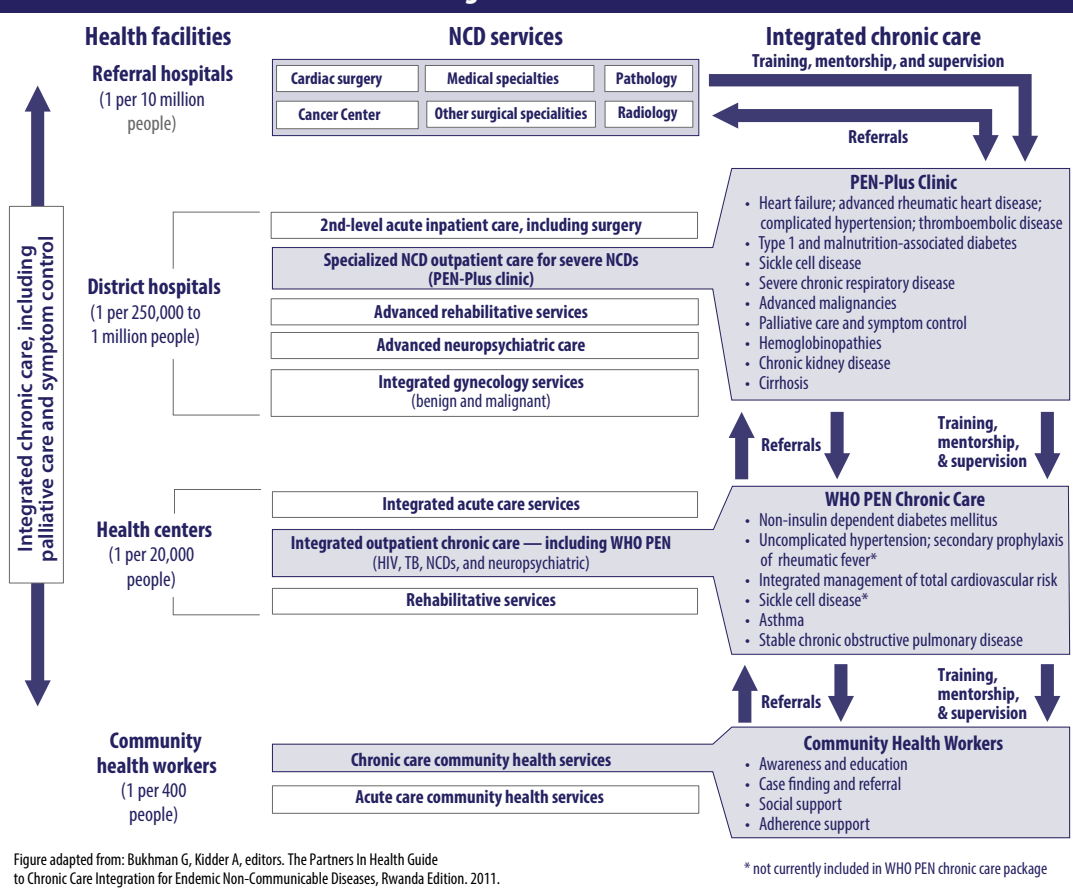 Health facilities
NCD services
Integrated chronic care
Referral hospitals
(1 per 10 million
people)
Cardiac surgery
Medical specialties
Pathology
Cancer Center
Other surgical specialities
Radiology
Training, mentorship, and supervision
Referrals
Integrated chronic care, including
palliative care and symptom control
District hospitals
(1 per 250,000 to
1 million people)
2nd-level acute inpatient care, including surgery
Specialized NCD outpatient care for severe NCDs
(PEN-Plus clinic)
Advanced rehabilitative services
Advanced neuropsychiatric care
Integrated gynecology services
(benign and malignant)
PEN-Plus Clinic
• Heart failure; advanced rheumatic heart disease;
complicated hypertension; thromboembolic disease
• Type 1 and malnutrition-associated diabetes
• Sickle cell disease
• Severe chronic respiratory disease
• Advanced malignancies
• Palliative care and symptom control
• Hemoglobinopathies
• Chronic kidney disease
• Cirrhosis
Referrals
Training,
mentorship,
& supervision
Health centers
(1 per 20,000
people)
Integrated acute care services
Integrated outpatient chronic care — including WHO PEN
(HIV, TB, NCDs, and neuropsychiatric)
Rehabilitative services
WHO PEN Chronic Care
• Non-insulin dependent diabetes mellitus
• Uncomplicated hypertension; secondary prophylaxis
of rheumatic fever*
• Integrated management of total cardiovascular risk
• Sickle cell disease*
• Asthma
• Stable chronic obstructive pulmonary disease
Referrals
Training,
mentorship,
& supervision
Community
health workers
(1 per 400
people)
Chronic care community health services
Acute care community health services
Community Health Workers
• Awareness and education
• Case finding and referral
• Social support
• Adherence support
Figure adapted from: Bukhman G, Kidder A, editors. The Partners In Health Guide
to Chronic Care Integration for Endemic Non-Communicable Diseases, Rwanda Edition. 2011.
* not currently included in WHO PEN chronic care package